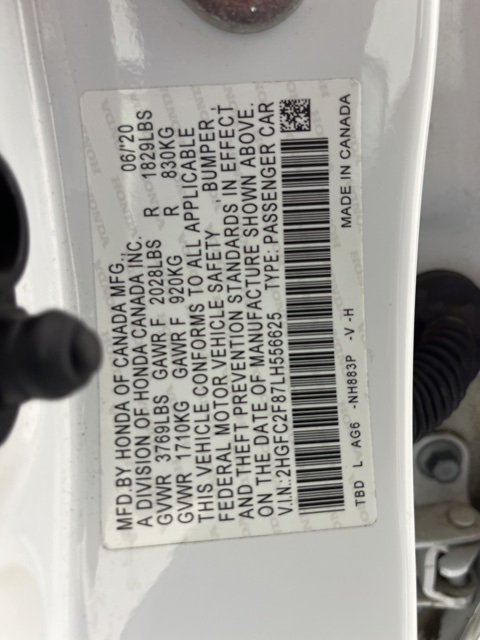 MFD.BY HONDA OF CANADA MFG., 06/'20
A DIVISION OF HONDA CANADA INC.
GVWR 3769LBS GAWR F 2028LBS R 1829LBS
GVWR 1710KG GAWR F 920KG R 830KG
THIS VEHICLE CONFORMS TO ALL APPLICABLE
FEDERAL MOTOR VEHICLE SAFETY, BUMPER,
AND THEFT PREVENTION STANDARDS IN EFFECT
ON THE DATE OF MANUFACTURE SHOWN ABOVE.
V.I.N.:2HGFC2F87LH556625 TYPE: PASSENGER CAR
TBD L AG6 -NH883P -V -H MADE IN CANADA